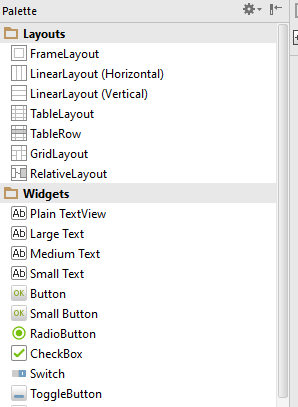 Palette
Layouts
FrameLayout
LinearLayout (Horizontal)
LinearLayout (Vertical)
TableLayout
TableRow
GridLayout
RelativeLayout
Widgets
Ab Plain TextView
Ab Large Text
Ab Medium Text
Ab Small Text
OK Button
OK Small Button
RadioButton
CheckBox
Switch
ToggleButton